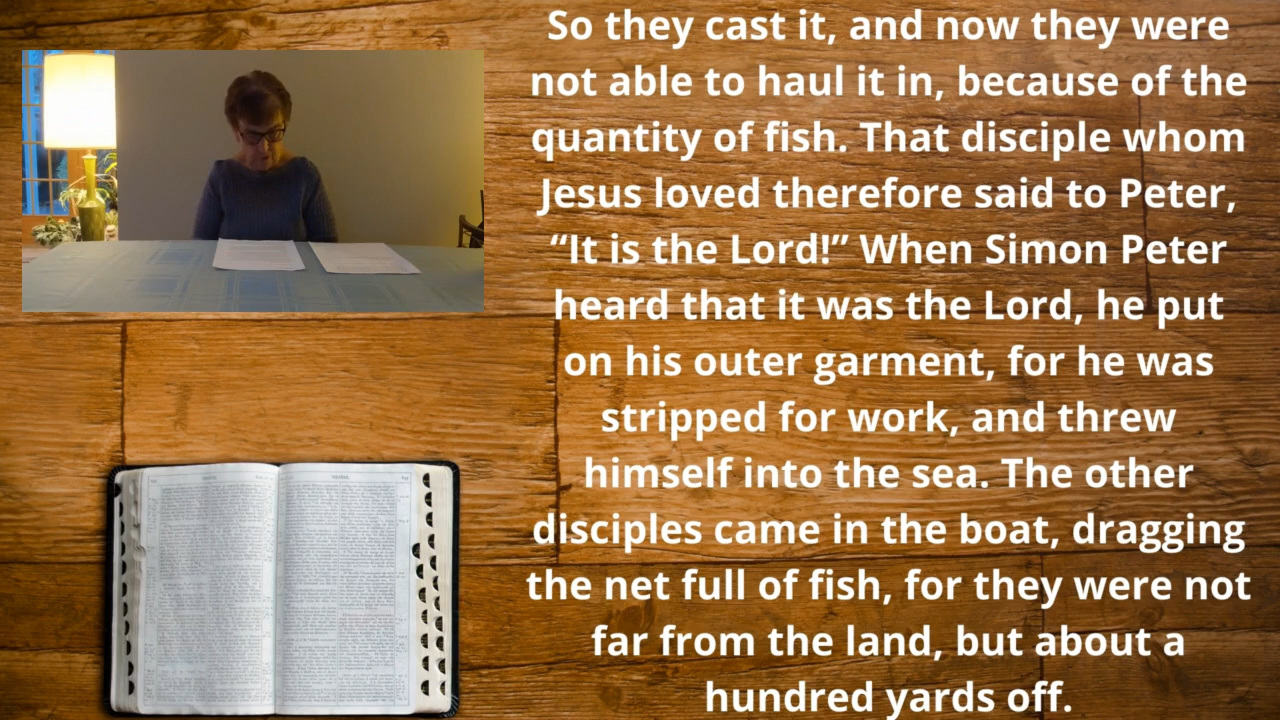 So they cast it, and now they were
not able to haul it in, because of the
quantity of fish. That disciple whom
Jesus loved therefore said to Peter,
“It is the Lord!” When Simon Peter
heard that it was the Lord, he put
on his outer garment, for he was
stripped for work, and threw
himself into the sea. The other
disciples came in the boat, dragging
the net full of fish, for they were not
far from the land, but about a
hundred yards off.